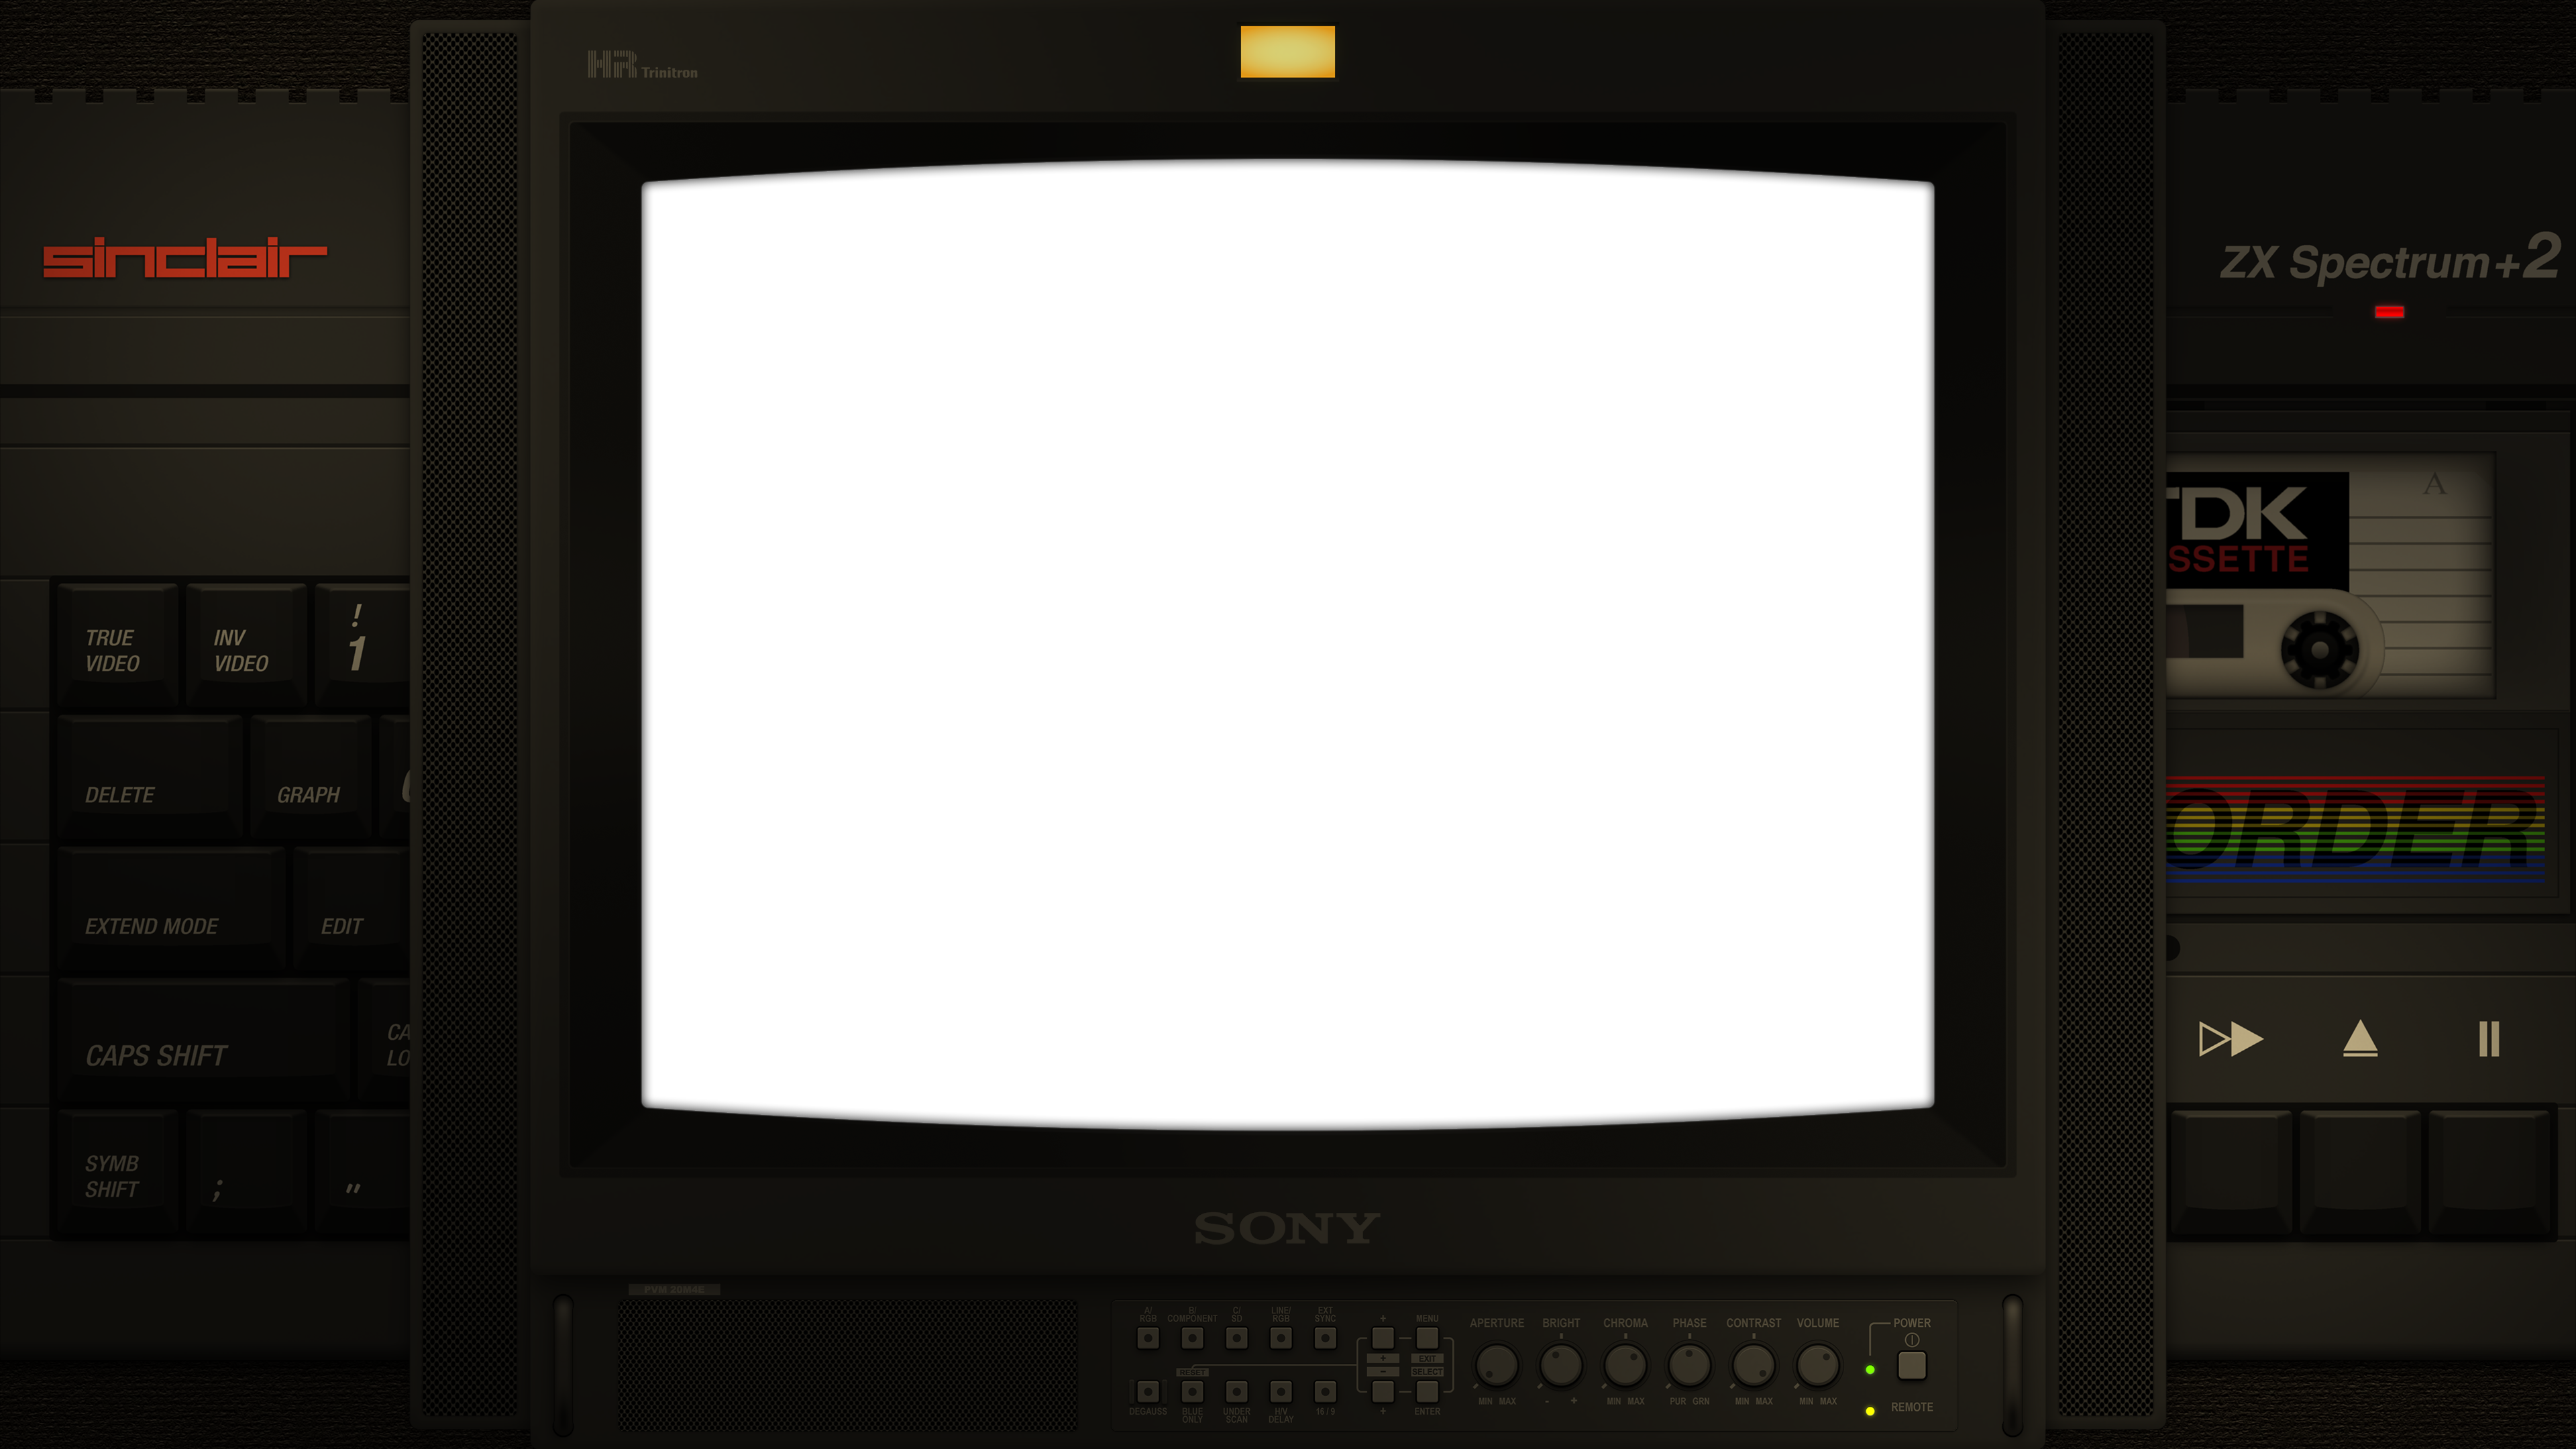 HR Trinitron
sinclair
ZX Spectrum +2
A
TDK
SSETTE
TRUE
VIDEO
INV
VIDEO
!
1
DELETE
GRAPH
ORDER
EXTEND MODE
EDIT
CAPS SHIFT
CA
LO
SYMB
SHIFT
;
"
SONY
PVM 20M4E
A/
RGB
B/
COMPONENT
C/
SD
LINE/
RGB
EXT
SYNC
+
MENU
APERTURE
BRIGHT
CHROMA
PHASE
CONTRAST
VOLUME
POWER
+
EXIT
RESET
-
SELECT
DEGAUSS
BLUE
ONLY
UNDER
SCAN
H/V
DELAY
16/9
+
ENTER
MIN MAX
- +
MIN MAX
PUR GRN
MIN MAX
MIN MAX
REMOTE